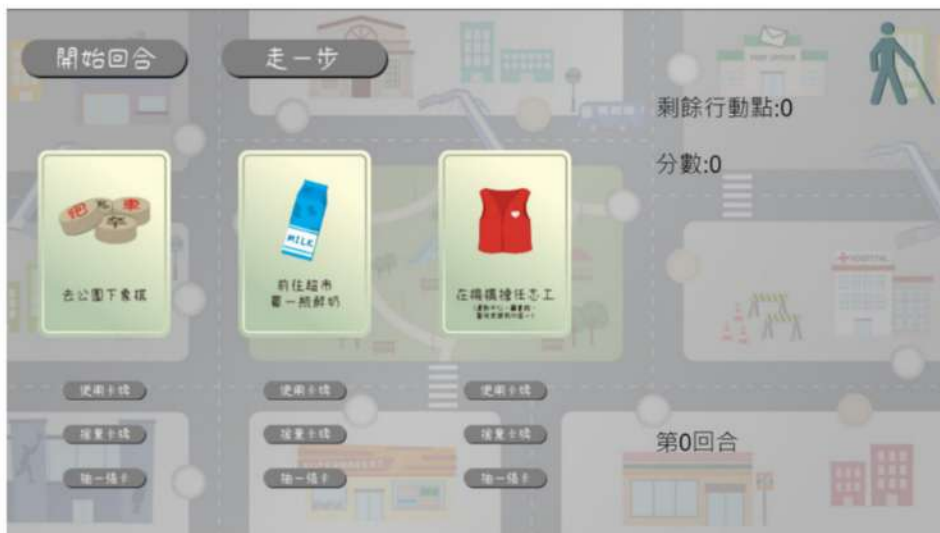 開始回合
走一步
剩餘行動點:0
分數:0
去公園下象棋
MILK
前往超市
買一瓶鮮奶
在機構擔任志工
使用卡牌
使用卡牌
使用卡牌
捨棄卡牌
捨棄卡牌
捨棄卡牌
抽一張卡
抽一張卡
抽一張卡
第0回合